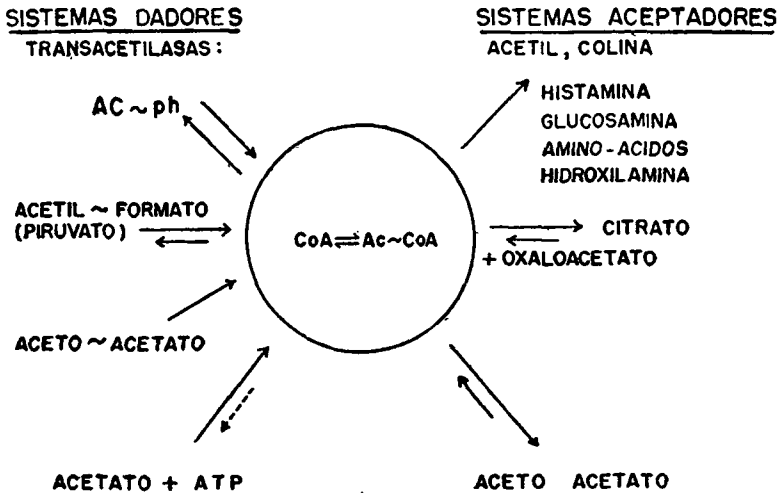 SISTEMAS DADORES
TRANSACETILASAS:
AC ~ ph
ACETIL ~ FORMATO
(PIRUVATO)
ACETO ~ ACETATO
ACETATO + ATP
CoA⇌Ac~CoA
SISTEMAS ACEPTADORES
ACETIL, COLINA
HISTAMINA
GLUCOSAMINA
AMINO-ACIDOS
HIDROXILAMINA
CITRATO
+ OXALOACETATO
ACETO ACETATO